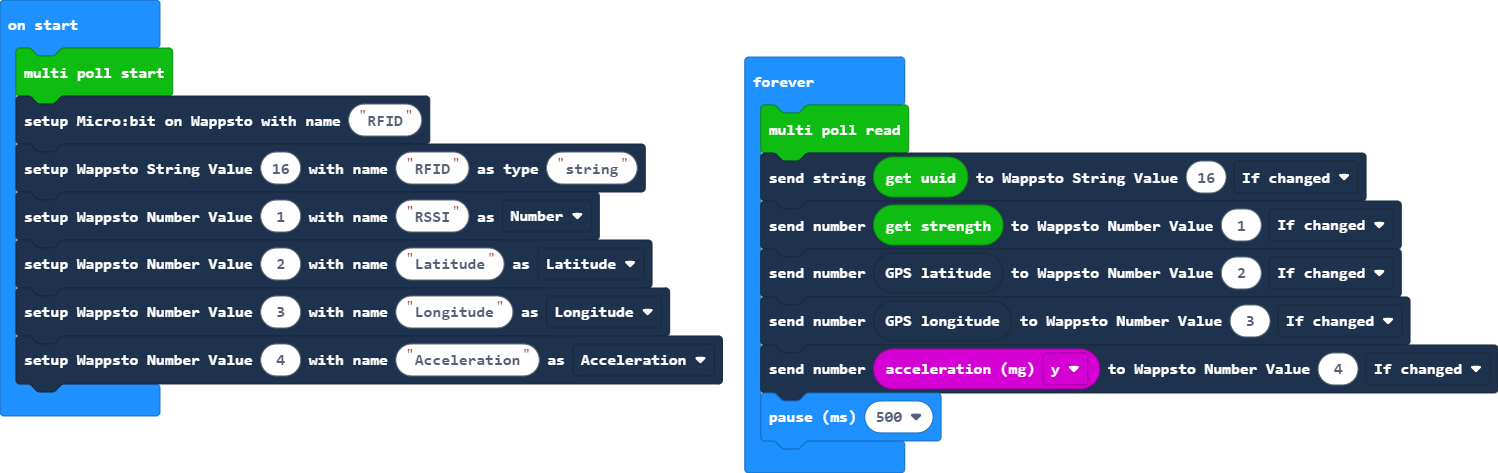 on start
multi poll start
setup Micro:bit on Wappsto with name "RFID"
setup Wappsto String Value 16 with name "RFID" as type "string"
setup Wappsto Number Value 1 with name "RSSI" as Number
setup Wappsto Number Value 2 with name "Latitude" as Latitude
setup Wappsto Number Value 3 with name "Longitude" as Longitude
setup Wappsto Number Value 4 with name "Acceleration" as Acceleration
forever
multi poll read
send string get uuid to Wappsto String Value 16 If changed
send number get strength to Wappsto Number Value 1 If changed
send number GPS latitude to Wappsto Number Value 2 If changed
send number GPS longitude to Wappsto Number Value 3 If changed
send number acceleration (mg) y to Wappsto Number Value 4 If changed
pause (ms) 500